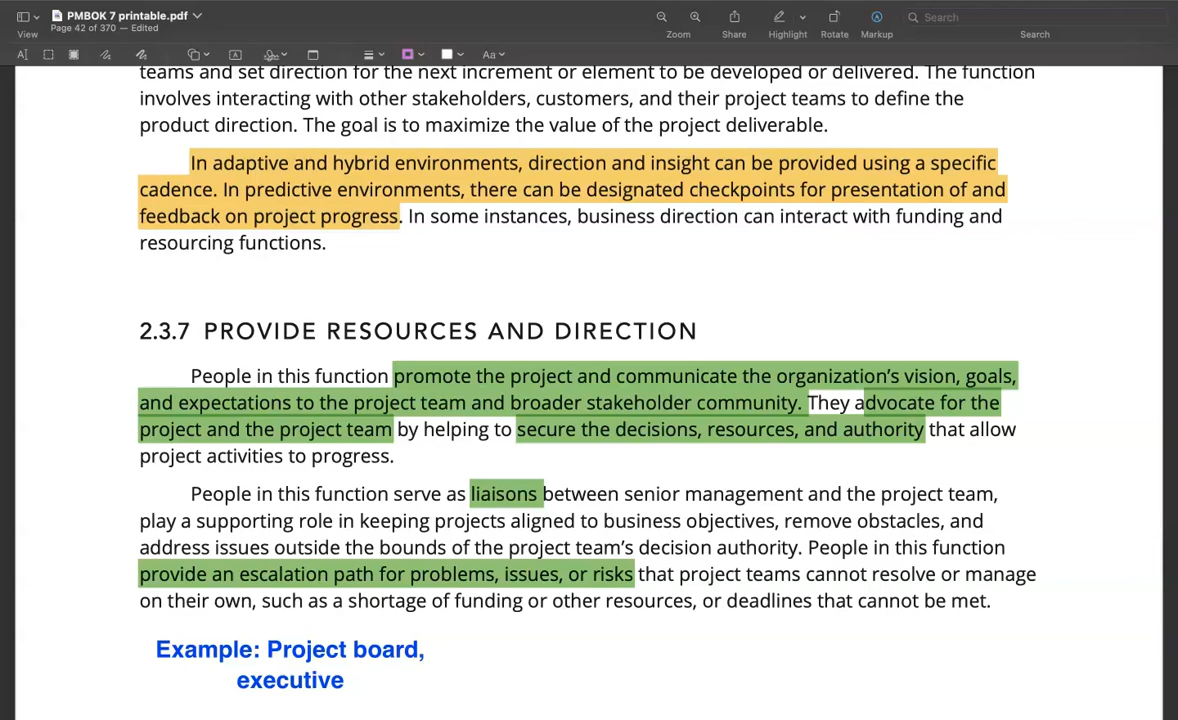 PMBOK 7 printable.pdf
Page 42 of 370 — Edited
View
Zoom
Share
Highlight
Rotate
Markup
Search
Search
Aa
teams and set direction for the next increment or element to be developed or delivered. The function
involves interacting with other stakeholders, customers, and their project teams to define the
product direction. The goal is to maximize the value of the project deliverable.
In adaptive and hybrid environments, direction and insight can be provided using a specific
cadence. In predictive environments, there can be designated checkpoints for presentation of and
feedback on project progress. In some instances, business direction can interact with funding and
resourcing functions.
2.3.7 PROVIDE RESOURCES AND DIRECTION
People in this function promote the project and communicate the organization’s vision, goals,
and expectations to the project team and broader stakeholder community. They advocate for the
project and the project team by helping to secure the decisions, resources, and authority that allow
project activities to progress.
People in this function serve as liaisons between senior management and the project team,
play a supporting role in keeping projects aligned to business objectives, remove obstacles, and
address issues outside the bounds of the project team’s decision authority. People in this function
provide an escalation path for problems, issues, or risks that project teams cannot resolve or manage
on their own, such as a shortage of funding or other resources, or deadlines that cannot be met.
Example: Project board,
executive